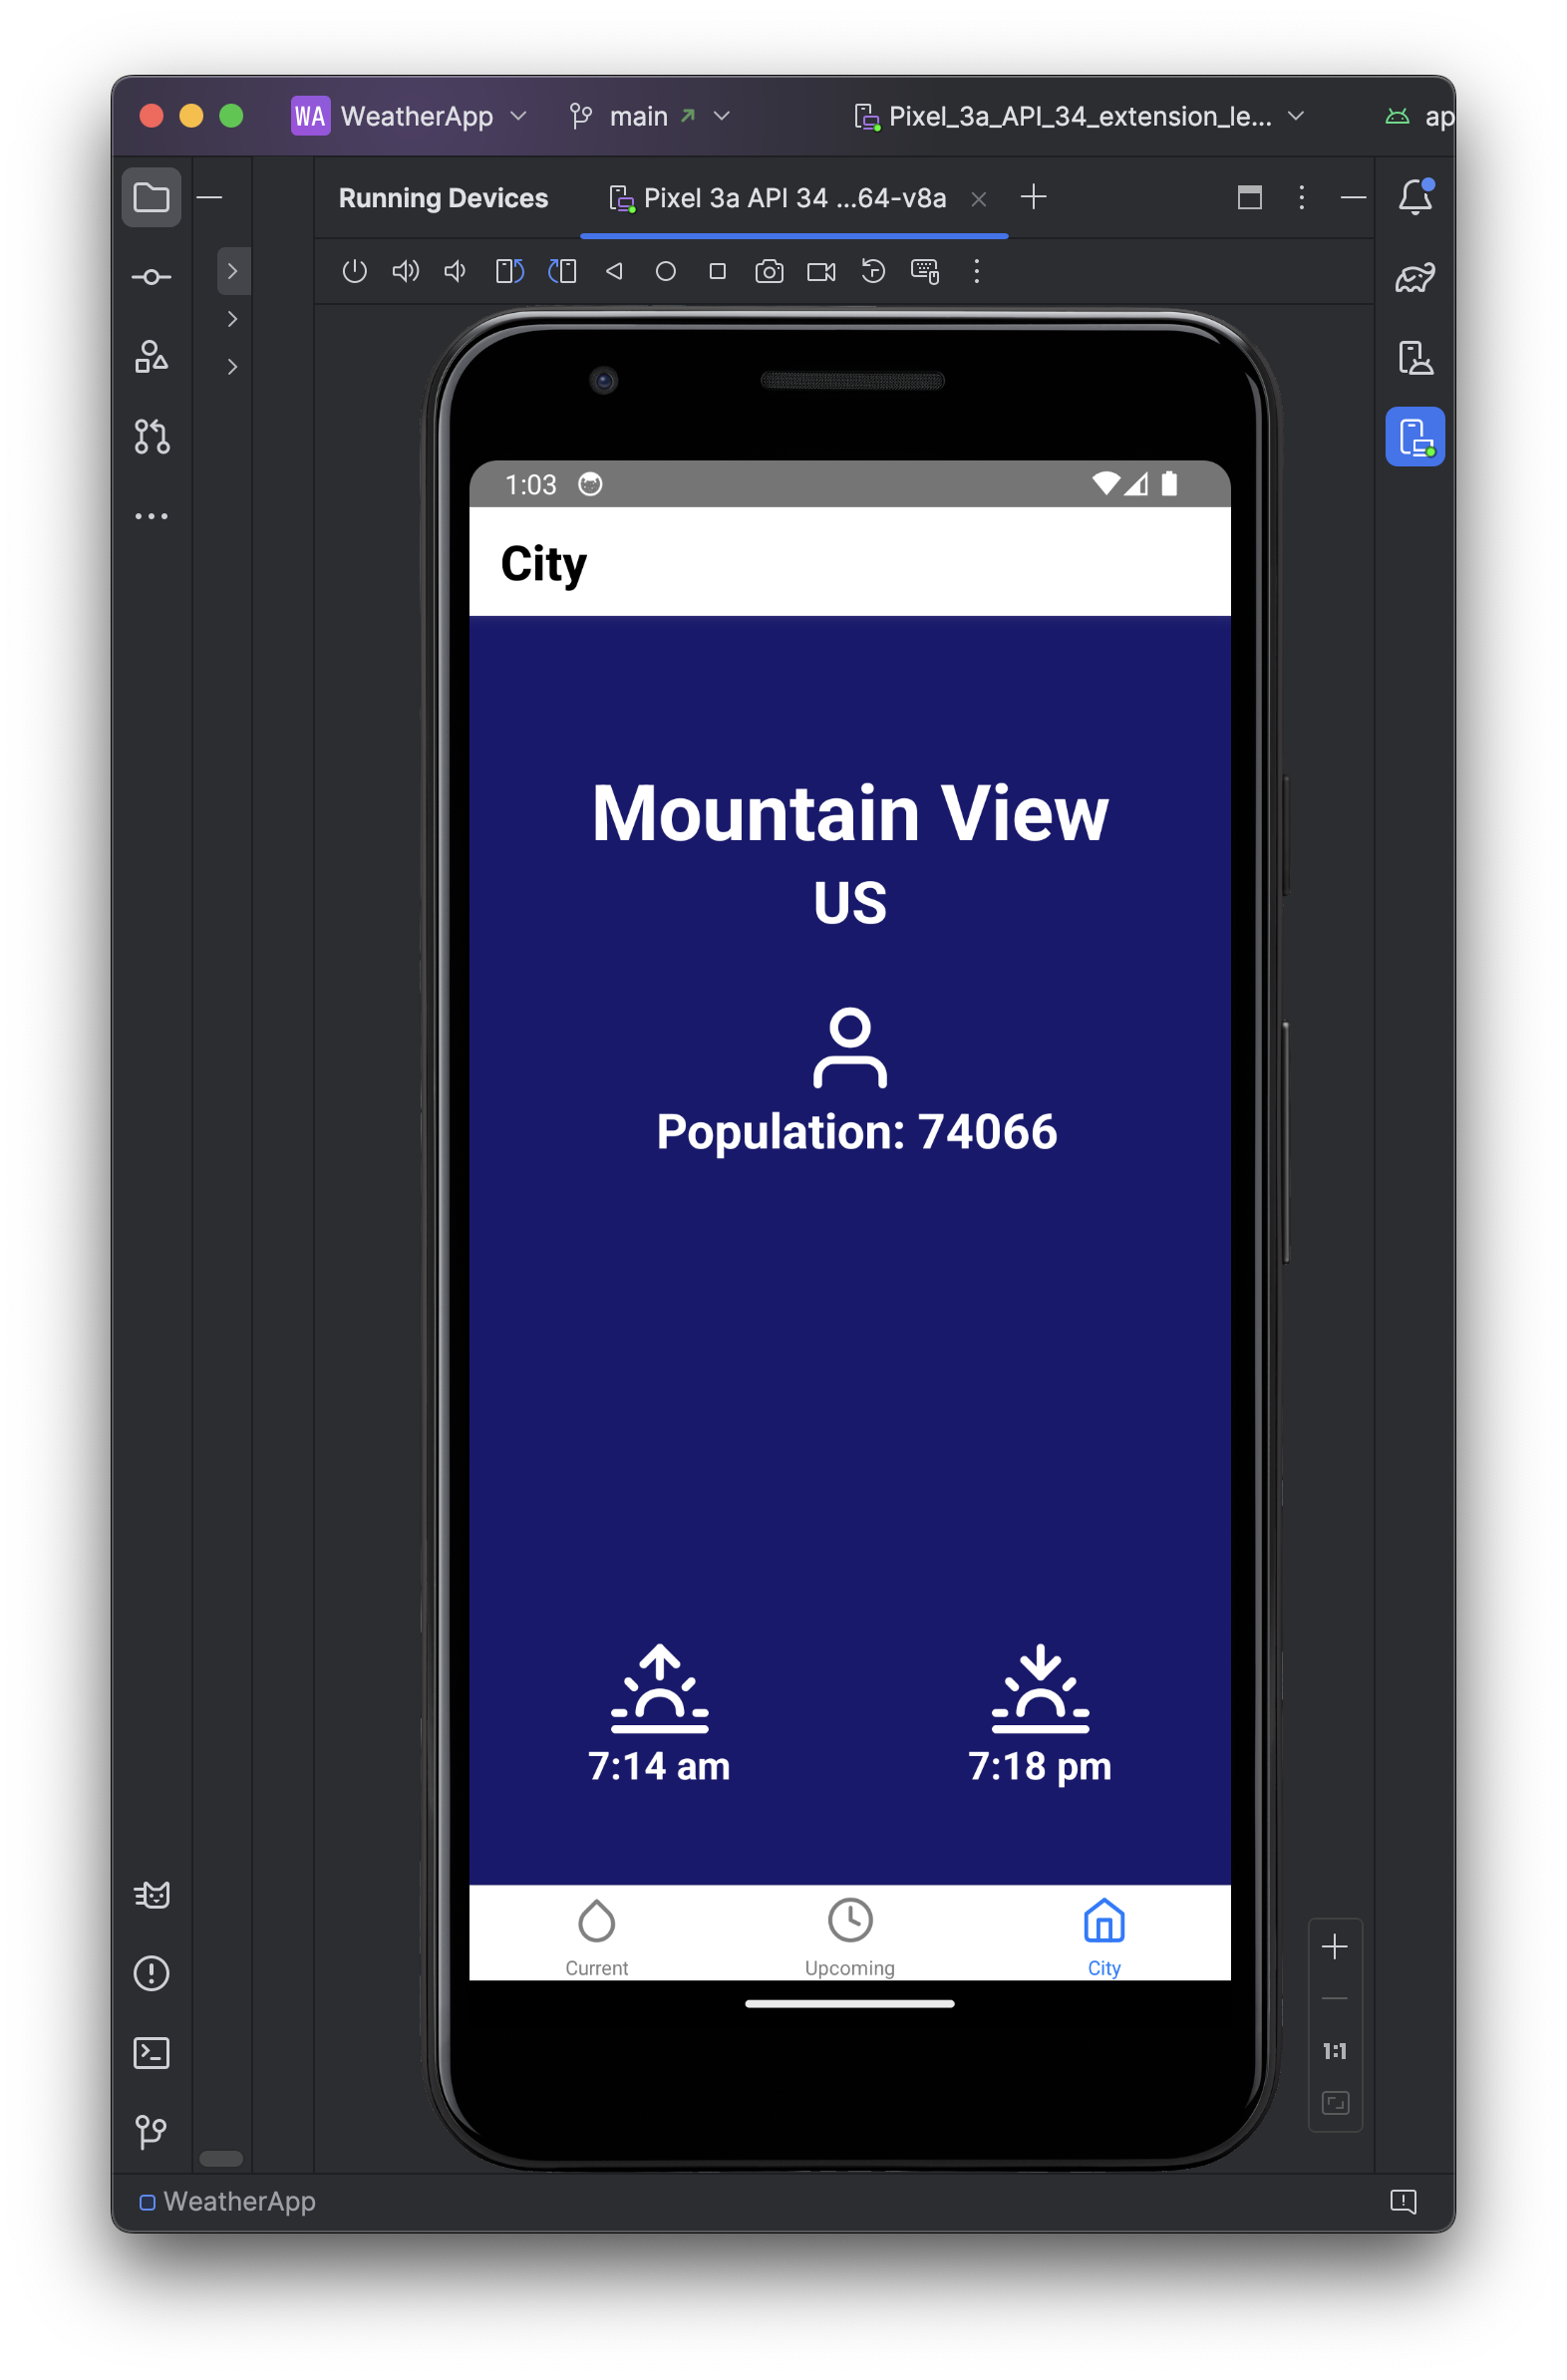 WA WeatherApp main Pixel_3a_API_34_extension_le... ap
Running Devices Pixel 3a API 34 ...64-v8a
1:03
City
Mountain View
US
Population: 74066
7:14 am 7:18 pm
Current Upcoming City
1:1
WeatherApp